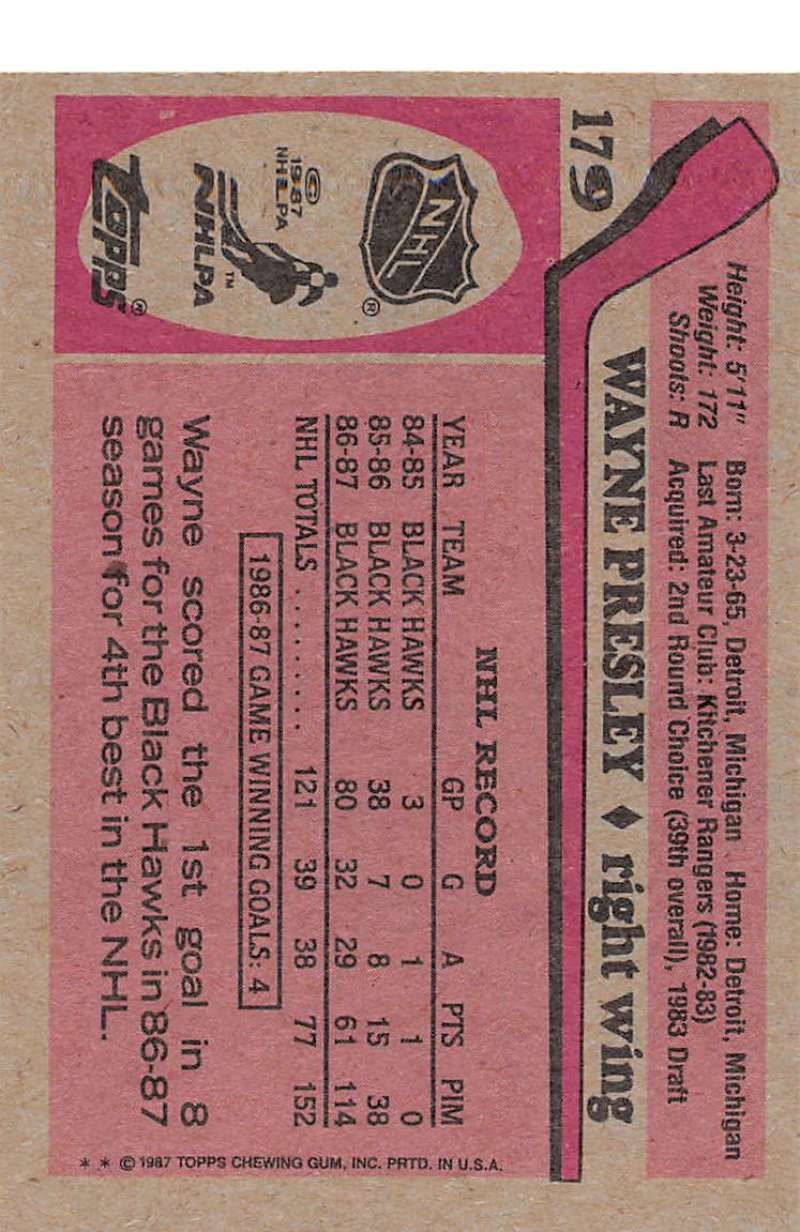 179
Height: 5'11" Born: 3-23-65, Detroit, Michigan Home: Detroit, Michigan
Weight: 172 Last Amateur Club: Kitchener Rangers (1982-83)
Shoots: R Acquired: 2nd Round Choice (39th overall), 1983 Draft
WAYNE PRESLEY ♦ right wing
NHL
®
© 1987
NHLPA
NHLPA
™
TOPPS
®
NHL RECORD
YEAR TEAM GP G A PTS PIM
84-85 BLACK HAWKS 3 0 1 1 0
85-86 BLACK HAWKS 38 7 8 15 38
86-87 BLACK HAWKS 80 32 29 61 114
NHL TOTALS ......... 121 39 38 77 152
1986-87 GAME WINNING GOALS: 4
Wayne scored the 1st goal in 8
games for the Black Hawks in 86-87
season for 4th best in the NHL.
* * © 1987 TOPPS CHEWING GUM, INC. PRTD. IN U.S.A.